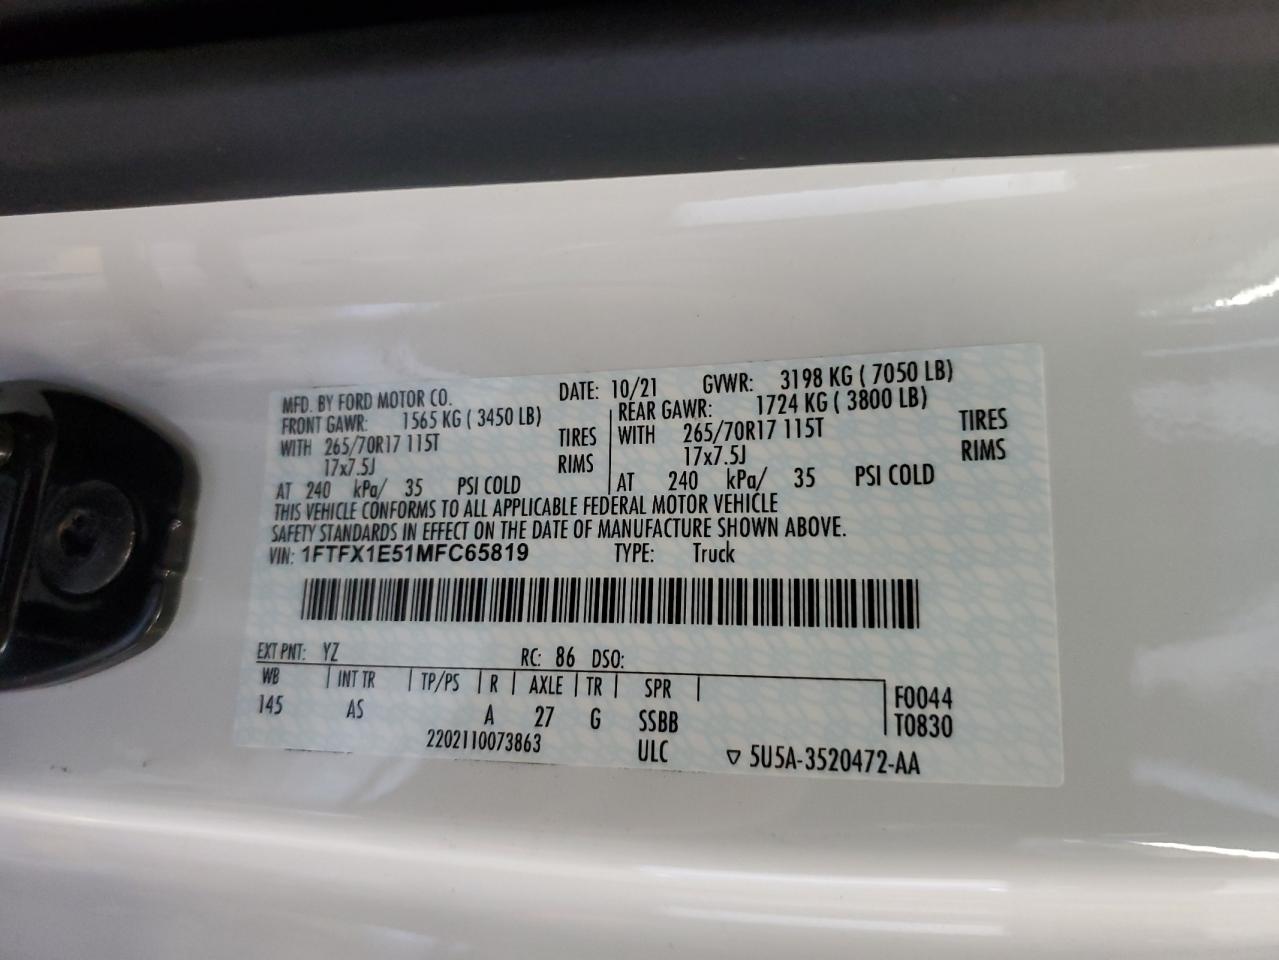 MFD. BY FORD MOTOR CO. DATE: 10/21 GVWR: 3198 KG ( 7050 LB)
FRONT GAWR: 1565 KG ( 3450 LB) REAR GAWR: 1724 KG ( 3800 LB)
WITH 265/70R17 115T TIRES WITH 265/70R17 115T TIRES
17x7.5J RIMS 17x7.5J RIMS
AT 240 kPa/ 35 PSI COLD AT 240 kPa/ 35 PSI COLD
THIS VEHICLE CONFORMS TO ALL APPLICABLE FEDERAL MOTOR VEHICLE
SAFETY STANDARDS IN EFFECT ON THE DATE OF MANUFACTURE SHOWN ABOVE.
VIN: 1FTFX1E51MFC65819 TYPE: Truck
EXT PNT: YZ RC: 86 DSO:
WB INT TR TP/PS R AXLE TR SPR F0044
145 AS A 27 G SSBB T0830
2202110073863 ULC ▽ 5U5A-3520472-AA